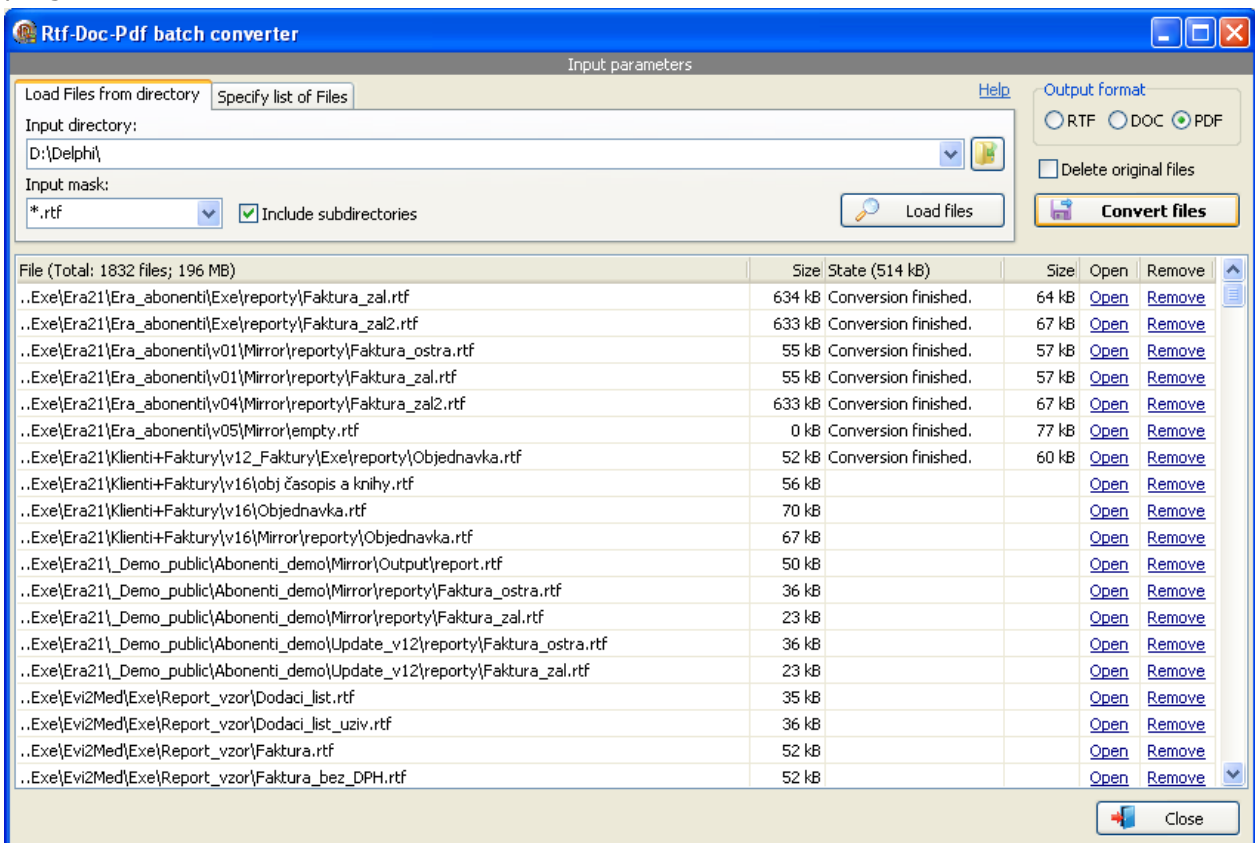 Rtf-Doc-Pdf batch converter
Input parameters
Load Files from directory Specify list of Files Help Output format
Input directory: RTF DOC PDF
D:\Delphi\
Input mask: Delete original files
*.rtf Include subdirectories Load files Convert files
File (Total: 1832 files; 196 MB) Size State (514 kB) Size Open Remove
..Exe\Era21\Era_abonenti\Exe\reporty\Faktura_zal.rtf 634 kB Conversion finished. 64 kB Open Remove
..Exe\Era21\Era_abonenti\Exe\reporty\Faktura_zal2.rtf 633 kB Conversion finished. 67 kB Open Remove
..Exe\Era21\Era_abonenti\v01\Mirror\reporty\Faktura_ostra.rtf 55 kB Conversion finished. 57 kB Open Remove
..Exe\Era21\Era_abonenti\v01\Mirror\reporty\Faktura_zal.rtf 55 kB Conversion finished. 57 kB Open Remove
..Exe\Era21\Era_abonenti\v04\Mirror\reporty\Faktura_zal2.rtf 633 kB Conversion finished. 67 kB Open Remove
..Exe\Era21\Era_abonenti\v05\Mirror\empty.rtf 0 kB Conversion finished. 77 kB Open Remove
..Exe\Era21\Klienti+Faktury\v12_Faktury\Exe\reporty\Objednavka.rtf 52 kB Conversion finished. 60 kB Open Remove
..Exe\Era21\Klienti+Faktury\v16\obj časopis a knihy.rtf 56 kB Open Remove
..Exe\Era21\Klienti+Faktury\v16\Objednavka.rtf 70 kB Open Remove
..Exe\Era21\Klienti+Faktury\v16\Mirror\reporty\Objednavka.rtf 67 kB Open Remove
..Exe\Era21\_Demo_public\Abonenti_demo\Mirror\Output\report.rtf 50 kB Open Remove
..Exe\Era21\_Demo_public\Abonenti_demo\Mirror\reporty\Faktura_ostra.rtf 36 kB Open Remove
..Exe\Era21\_Demo_public\Abonenti_demo\Mirror\reporty\Faktura_zal.rtf 23 kB Open Remove
..Exe\Era21\_Demo_public\Abonenti_demo\Update_v12\reporty\Faktura_ostra.rtf 36 kB Open Remove
..Exe\Era21\_Demo_public\Abonenti_demo\Update_v12\reporty\Faktura_zal.rtf 23 kB Open Remove
..Exe\Evi2Med\Exe\Report_vzor\Dodaci_list.rtf 35 kB Open Remove
..Exe\Evi2Med\Exe\Report_vzor\Dodaci_list_uziv.rtf 36 kB Open Remove
..Exe\Evi2Med\Exe\Report_vzor\Faktura.rtf 52 kB Open Remove
..Exe\Evi2Med\Exe\Report_vzor\Faktura_bez_DPH.rtf 52 kB Open Remove
Close